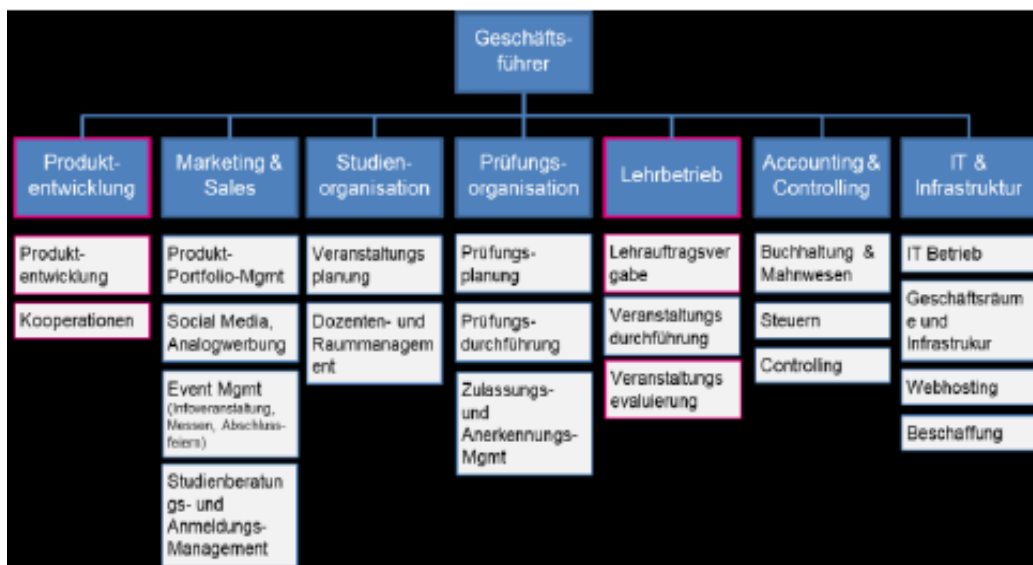 Geschäfts-
führer
Produkt-
entwicklung
Marketing &
Sales
Studien-
organisation
Prüfungs-
organisation
Lehrbetrieb
Accounting &
Controlling
IT &
Infrastruktur
Produkt-
entwicklung
Kooperationen
Produkt-
Portfolio-Mgmt
Social Media,
Analogwerbung
Event Mgmt
(Infoveranstaltung,
Messen, Abschluss-
feiern)
Studienberatun
gs- und
Anmeldungs-
Management
Veranstaltungs
planung
Dozenten- und
Raummanagem
ent
Prüfungs-
planung
Prüfungs-
durchführung
Zulassungs-
und
Anerkennungs-
Mgmt
Lehrauftragsver
gabe
Veranstaltungs
durchführung
Veranstaltungs
evaluierung
Buchhaltung &
Mahnwesen
Steuern
Controlling
IT Betrieb
Geschäftsräum
e und
Infrastrukur
Webhosting
Beschaffung